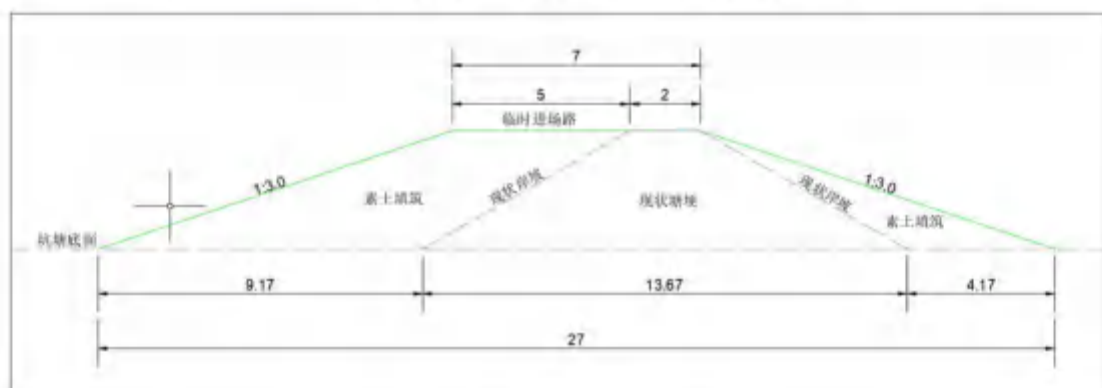 7
5
2
临时进场路
1:3.0
现状岸坡
素土填筑
现状塘埂
现状岸坡
1:3.0
素土填筑
坑塘底面
9.17
13.67
4.17
27